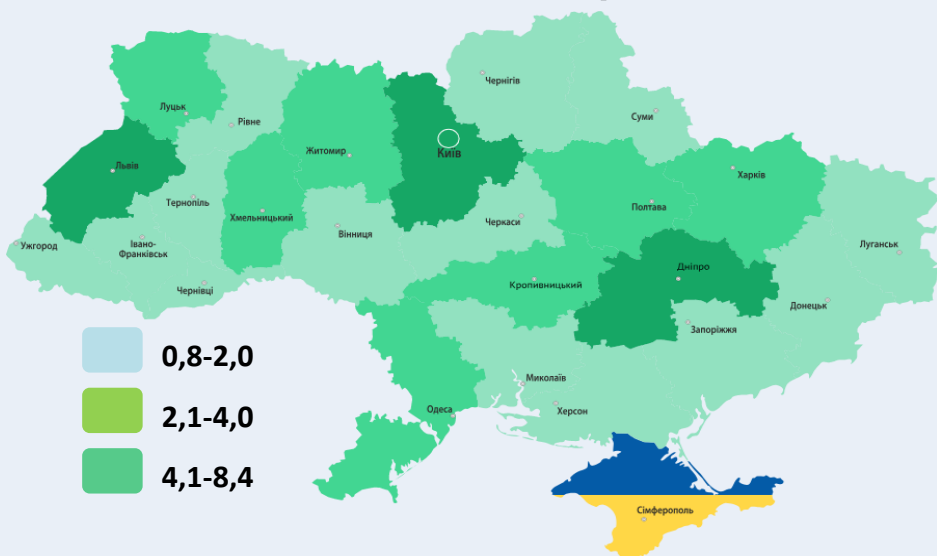 Чернігів
Луцьк
Рівне
Суми
Житомир
Київ
Львів
Харків
Тернопіль
Хмельницький
Полтава
Черкаси
Вінниця
Ужгород
Івано-
Франківськ
Луганськ
Дніпро
Кропивницький
Чернівці
Донецьк
Запоріжжя
0,8-2,0
Миколаїв
Херсон
2,1-4,0
Одеса
4,1-8,4
Сімферополь